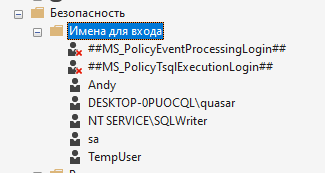 Безопасность
Имена для входа
##MS_PolicyEventProcessingLogin##
##MS_PolicyTsqlExecutionLogin##
Andy
DESKTOP-0PUOCQL\quasar
NT SERVICE\SQLWriter
sa
TempUser